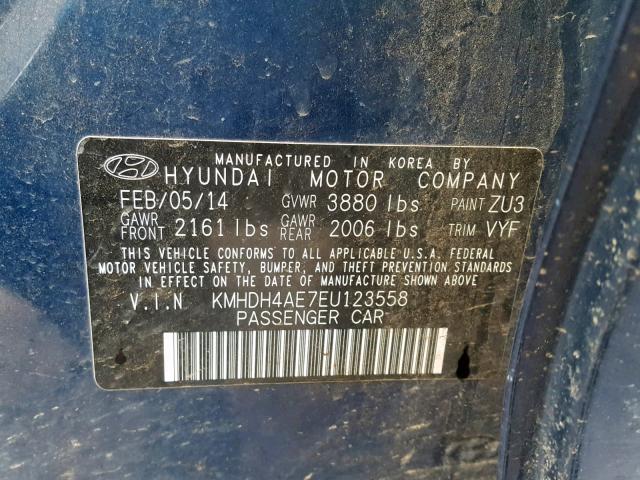 MANUFACTURED IN KOREA BY
HYUNDAI MOTOR COMPANY
FEB/05/14 GVWR 3880 lbs PAINT ZU3
GAWR FRONT 2161 lbs GAWR REAR 2006 lbs TRIM VYF
THIS VEHICLE CONFORMS TO ALL APPLICABLE U.S.A. FEDERAL
MOTOR VEHICLE SAFETY, BUMPER, AND THEFT PREVENTION
STANDARDS IN EFFECT ON THE DATE OF MANUFACTURE SHOWN ABOVE.
V.I.N KMHDH4AE7EU123558
PASSENGER CAR